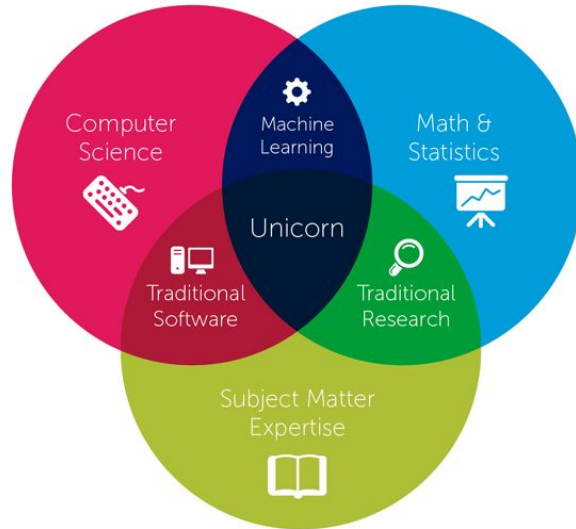 Computer
Science
Machine
Learning
Math &
Statistics
Unicorn
Traditional
Software
Traditional
Research
Subject Matter
Expertise